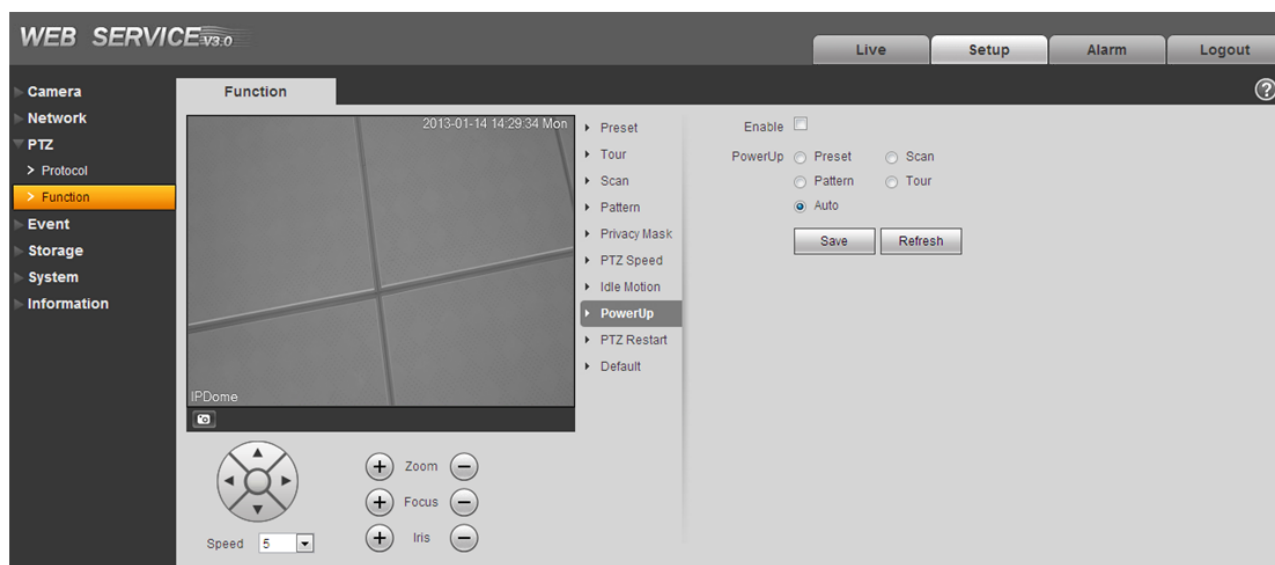 WEB SERVICE V3.0
Live
Setup
Alarm
Logout
Camera
Network
PTZ
> Protocol
> Function
Event
Storage
System
Information
Function
?
2013-01-14 14:29:34 Mon
IPDome
Zoom
Focus
Iris
Speed 5
Preset
Tour
Scan
Pattern
Privacy Mask
PTZ Speed
Idle Motion
PowerUp
PTZ Restart
Default
Enable
PowerUp Preset Scan
Pattern Tour
Auto
Save Refresh